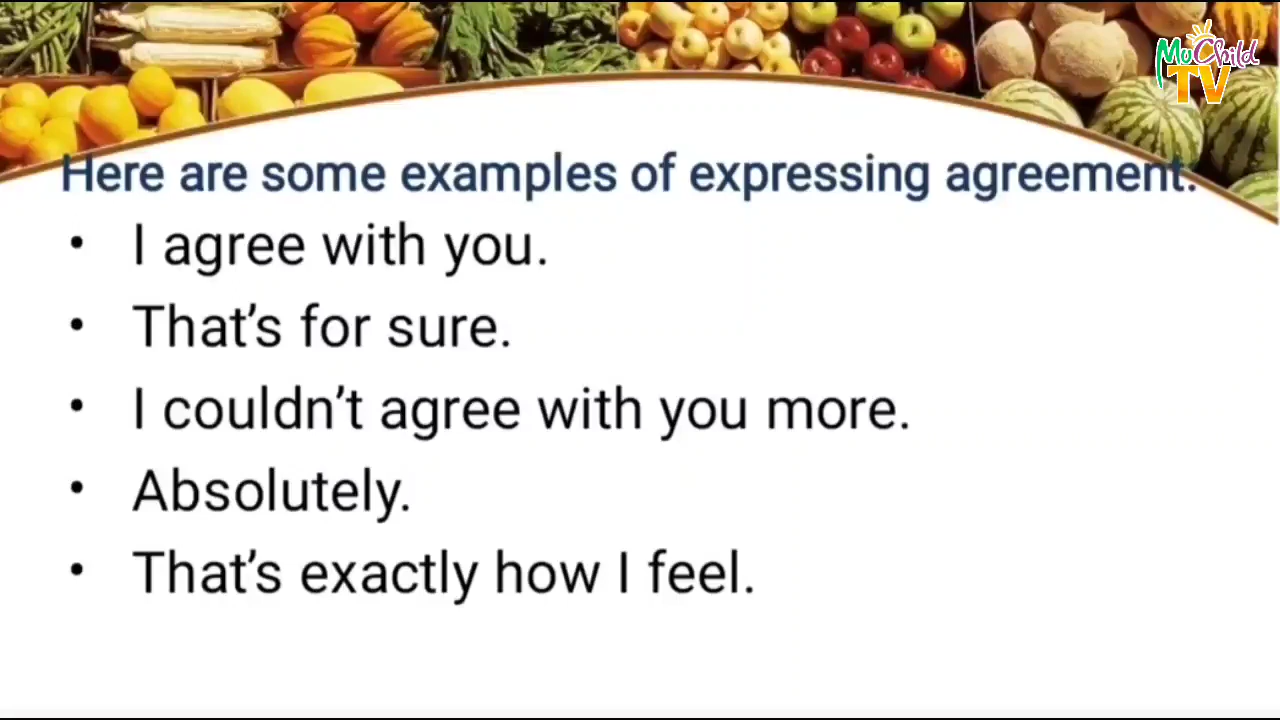 MuChild
TV
Here are some examples of expressing agreement.
• I agree with you.
• That's for sure.
• I couldn't agree with you more.
• Absolutely.
• That's exactly how I feel.